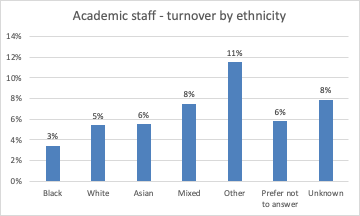 Academic staff - turnover by ethnicity
14%
12%
10%
8%
6%
4%
2%
0%
3%
5%
6%
8%
11%
6%
8%
Black
White
Asian
Mixed
Other
Prefer not
to answer
Unknown